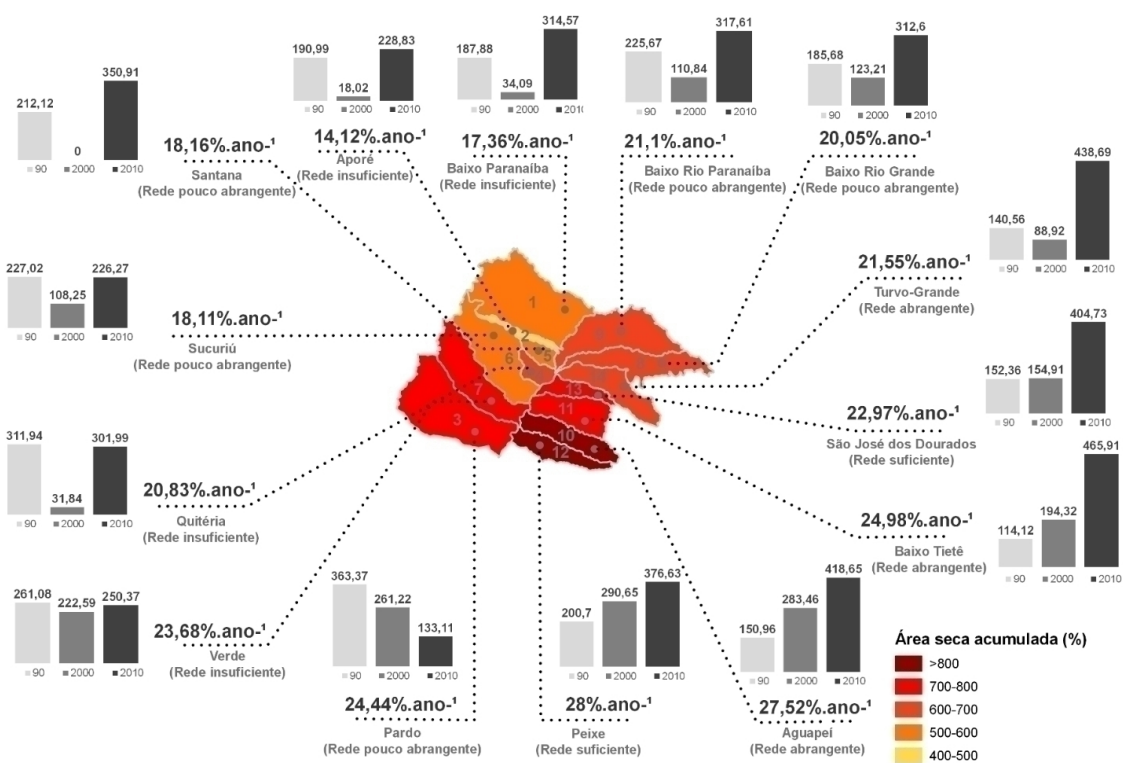 212,12
0
350,91
90 2000 2010
18,16%.ano-¹
Santana
(Rede pouco abrangente)
190,99
18,02
228,83
90 2000 2010
14,12%.ano-¹
Aporé
(Rede insuficiente)
187,88
34,09
314,57
90 2000 2010
17,36%.ano-¹
Baixo Paranaíba
(Rede insuficiente)
225,67
110,84
317,61
90 2000 2010
21,1%.ano-¹
Baixo Rio Paranaíba
(Rede pouco abrangente)
185,68
123,21
312,6
90 2000 2010
20,05%.ano-¹
Baixo Rio Grande
(Rede pouco abrangente)
140,56
88,92
438,69
90 2000 2010
21,55%.ano-¹
Turvo-Grande
(Rede abrangente)
227,02
108,25
226,27
90 2000 2010
18,11%.ano-¹
Sucuriú
(Rede pouco abrangente)
152,36
154,91
404,73
90 2000 2010
22,97%.ano-¹
São José dos Dourados
(Rede suficiente)
311,94
31,84
301,99
90 2000 2010
20,83%.ano-¹
Quitéria
(Rede insuficiente)
114,12
194,32
465,91
90 2000 2010
24,98%.ano-¹
Baixo Tietê
(Rede abrangente)
261,08
222,59
250,37
90 2000 2010
23,68%.ano-¹
Verde
(Rede insuficiente)
363,37
261,22
133,11
90 2000 2010
24,44%.ano-¹
Pardo
(Rede pouco abrangente)
200,7
290,65
376,63
90 2000 2010
28%.ano-¹
Peixe
(Rede suficiente)
150,96
283,46
418,65
90 2000 2010
27,52%.ano-¹
Aguapeí
(Rede abrangente)
1
2
5
6
7
13
11
3
10
12
Área seca acumulada (%)
>800
700-800
600-700
500-600
400-500